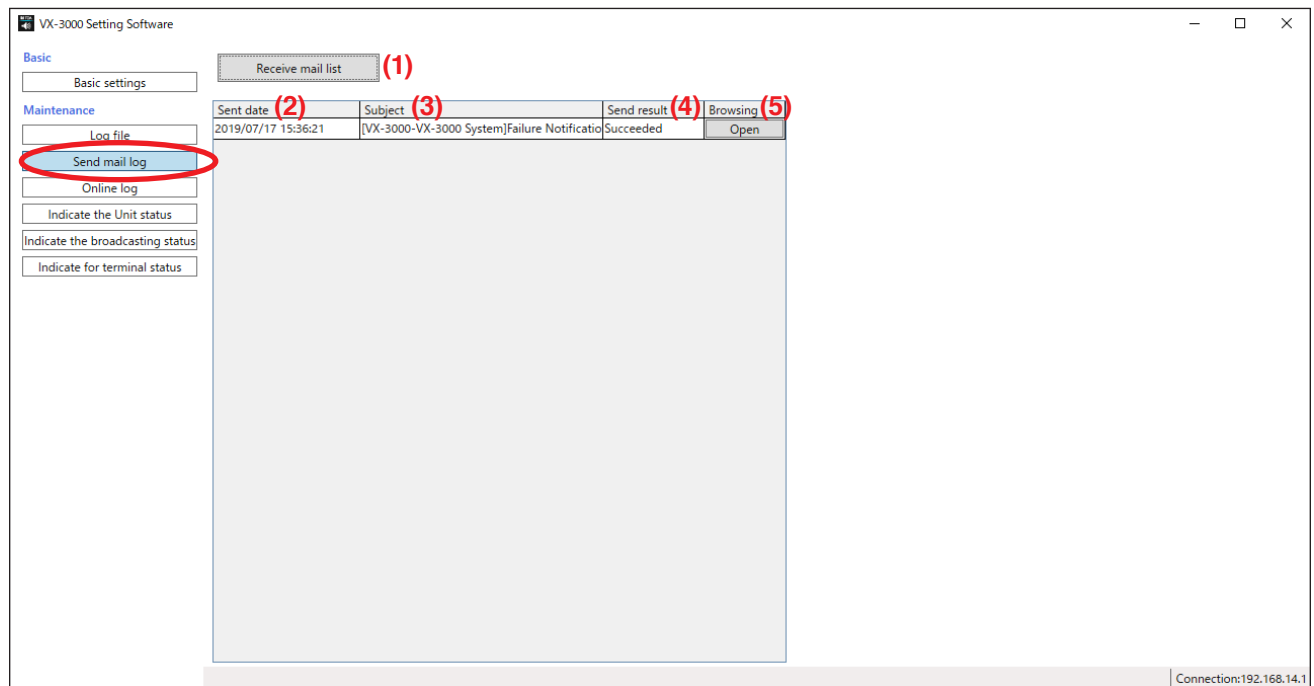 VX-3000 Setting Software
Basic
Basic settings
Maintenance
Log file
Send mail log
Online log
Indicate the Unit status
Indicate the broadcasting status
Indicate for terminal status
Receive mail list (1)
Sent date (2) Subject (3) Send result (4) Browsing (5)
2019/07/17 15:36:21 [VX-3000-VX-3000 System]Failure Notificatio Succeeded Open
Connection:192.168.14.1